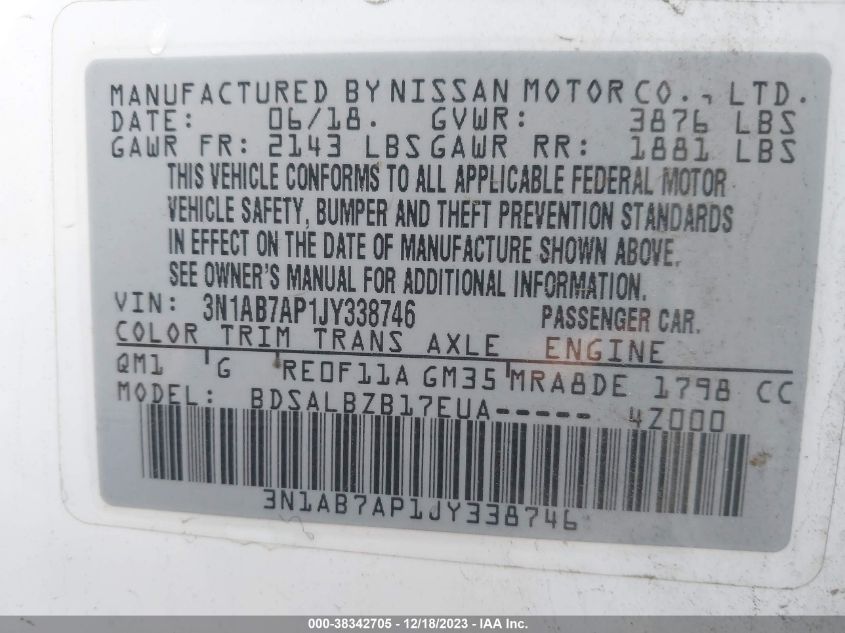 MANUFACTURED BY NISSAN MOTOR CO., LTD.
DATE: 06/18. GVWR: 3876 LBS
GAWR FR: 2143 LBS GAWR RR: 1881 LBS
THIS VEHICLE CONFORMS TO ALL APPLICABLE FEDERAL MOTOR
VEHICLE SAFETY, BUMPER AND THEFT PREVENTION STANDARDS
IN EFFECT ON THE DATE OF MANUFACTURE SHOWN ABOVE.
SEE OWNER'S MANUAL FOR ADDITIONAL INFORMATION.
VIN: 3N1AB7AP1JY338746 PASSENGER CAR.
COLOR TRIM TRANS AXLE ENGINE
QM1 G RE0F11A GM35 MRA8DE 1798 CC
MODEL: BDSALBZB17EUA----- 4Z000
3N1AB7AP1JY338746
000-38342705 - 12/18/2023 - IAA Inc.